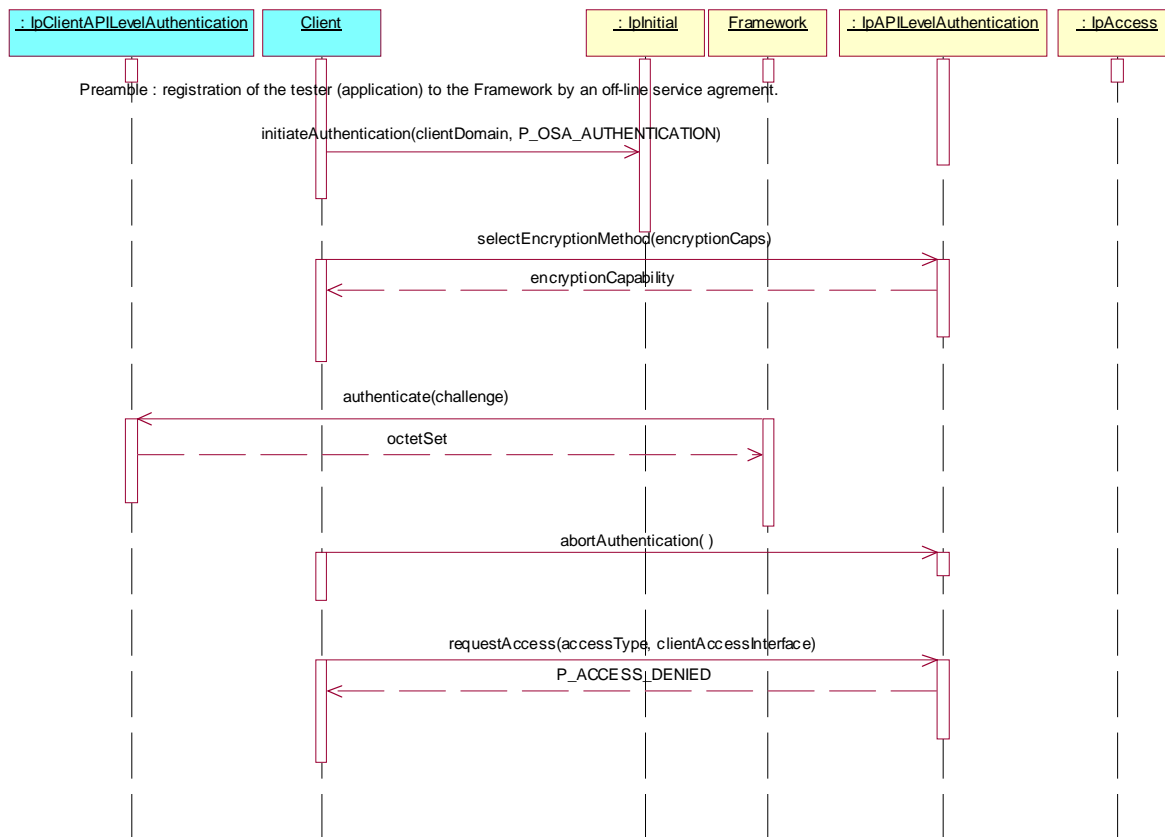 : IpClientAPILevelAuthentication
Client
: IpInitial
Framework
: IpAPILevelAuthentication
: IpAccess
Preamble : registration of the tester (application) to the Framework by an off-line service agrement.
initiateAuthentication(clientDomain, P_OSA_AUTHENTICATION)
selectEncryptionMethod(encryptionCaps)
encryptionCapability
authenticate(challenge)
octetSet
abortAuthentication( )
requestAccess(accessType, clientAccessInterface)
P_ACCESS_DENIED